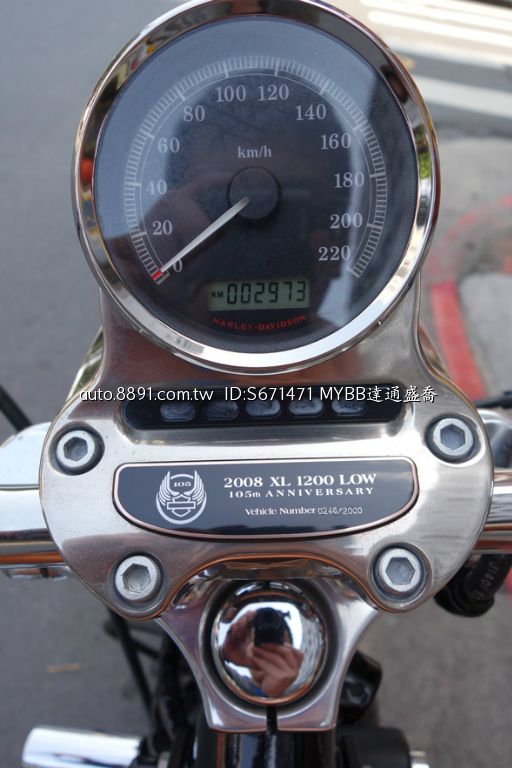 100 120
80 140
60 km/h 160
40 180
20 200
0 220
KM 002973
HARLEY-DAVIDSON
auto.8891.com.tw ID:S671471 MYBB達通盛喬
105
2008 XL 1200 LOW
105th ANNIVERSARY
Vehicle Number 0246/2000